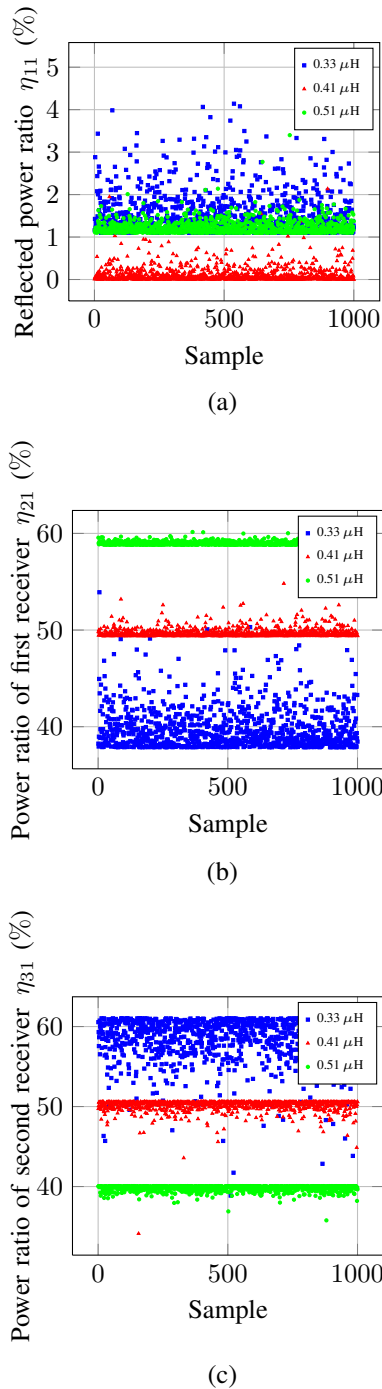 Reflected power ratio η11 (%)
5
4
3
2
1
0
0.33 μH
0.41 μH
0.51 μH
0
500
1000
Sample
(a)
Power ratio of first receiver η21 (%)
60
50
40
0.33 μH
0.41 μH
0.51 μH
0
500
1000
Sample
(b)
Power ratio of second receiver η31 (%)
60
50
40
0.33 μH
0.41 μH
0.51 μH
0
500
1000
Sample
(c)